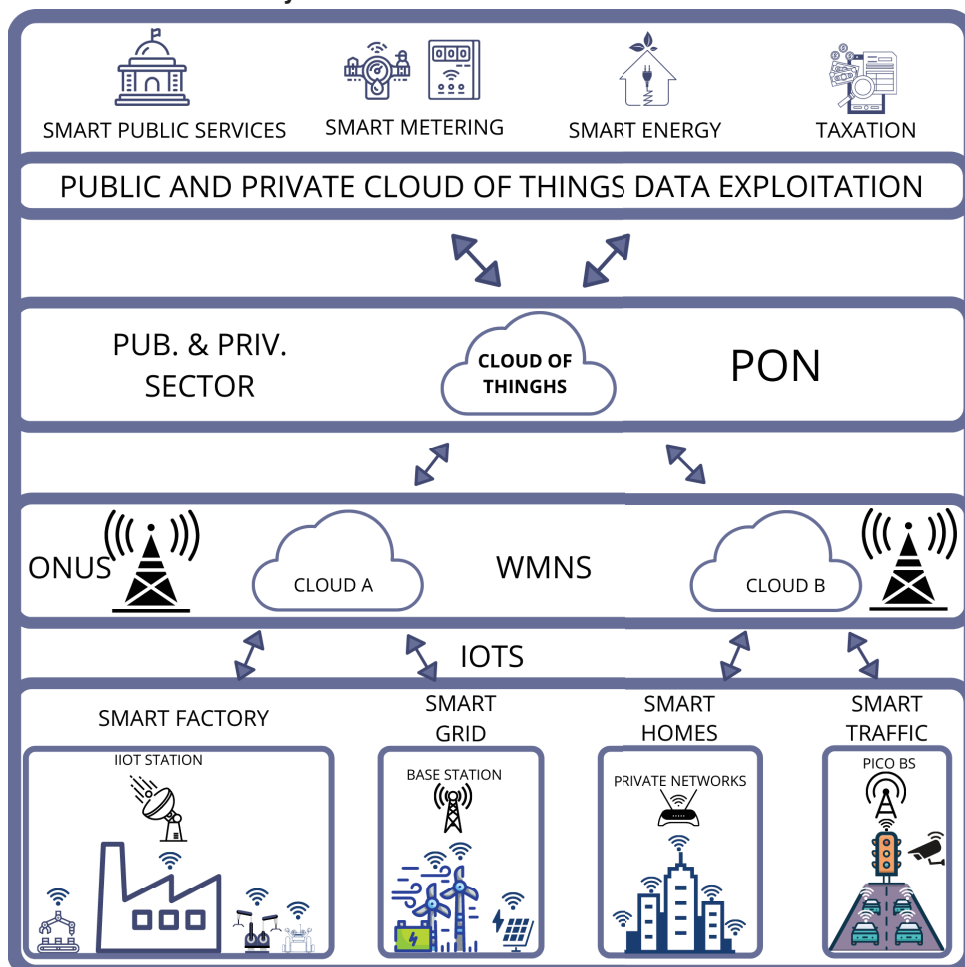 SMART PUBLIC SERVICES
SMART METERING
SMART ENERGY
TAXATION
PUBLIC AND PRIVATE CLOUD OF THINGS DATA EXPLOITATION
PUB. & PRIV.
SECTOR
CLOUD OF
THINGHS
PON
ONUS
CLOUD A
WMNS
CLOUD B
IOTS
SMART FACTORY
SMART
GRID
SMART
HOMES
SMART
TRAFFIC
IIOT STATION
BASE STATION
PRIVATE NETWORKS
PICO BS